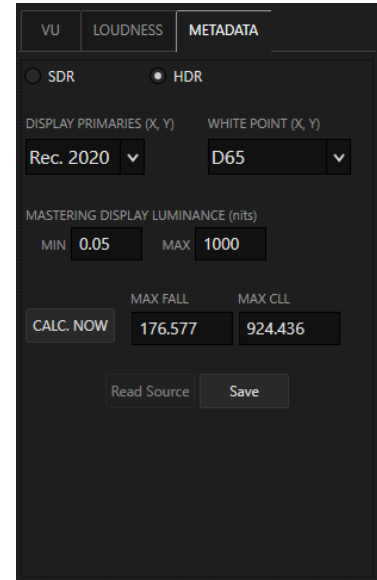 VU LOUDNESS METADATA
SDR HDR
DISPLAY PRIMARIES (X, Y) WHITE POINT (X, Y)
Rec. 2020 D65
MASTERING DISPLAY LUMINANCE (nits)
MIN 0.05 MAX 1000
MAX FALL MAX CLL
CALC. NOW 176.577 924.436
Read Source Save